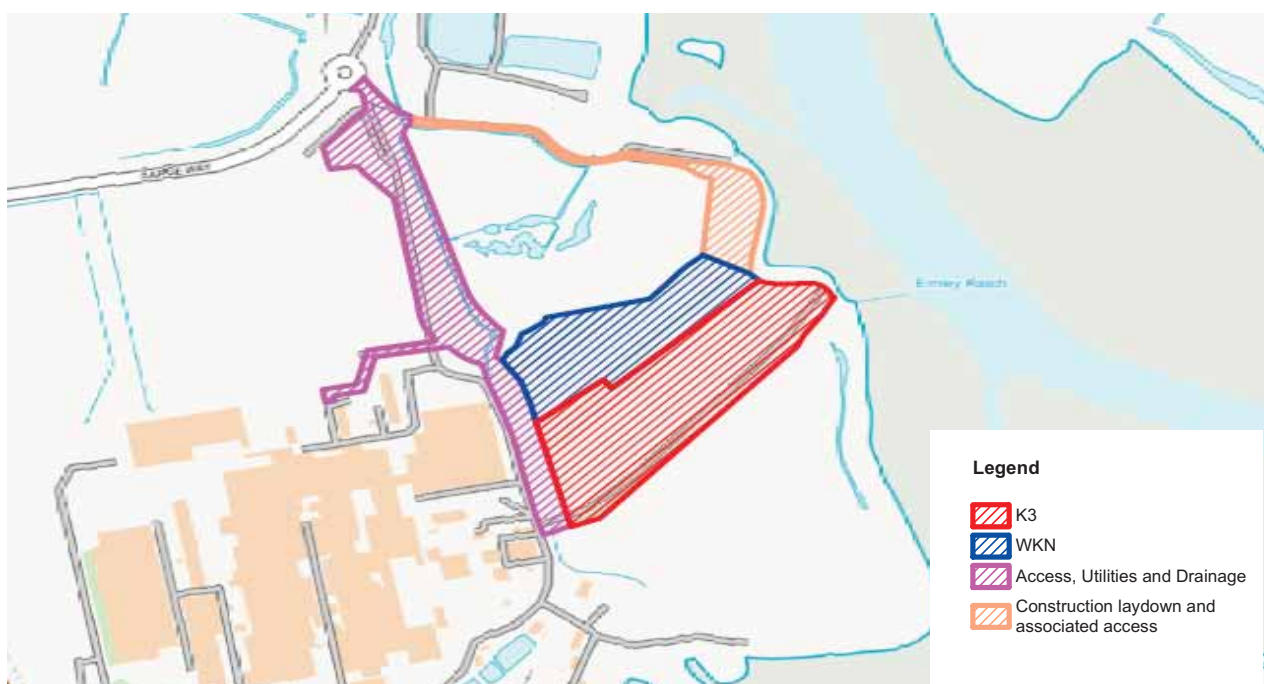 Legend
K3
WKN
Access, Utilities and Drainage
Construction laydown and
associated access